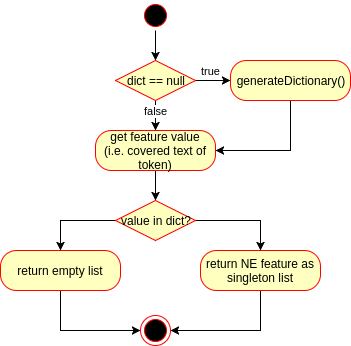 dict == null
true
generateDictionary()
false
get feature value
(i.e. covered text of
token)
value in dict?
return empty list
return NE feature as
singleton list